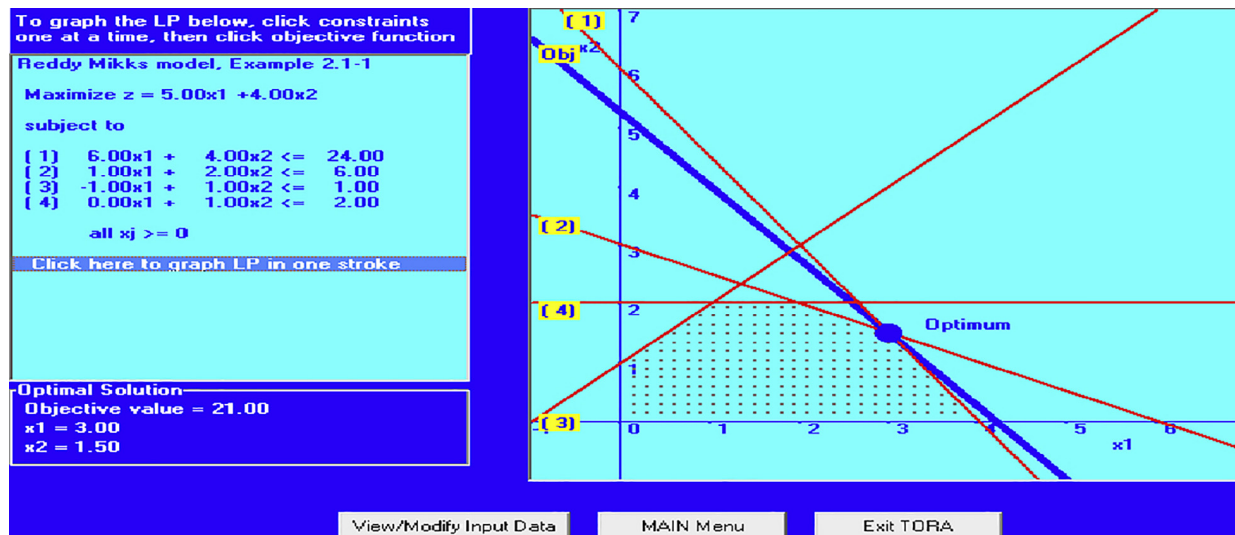 To graph the LP below, click constraints
one at a time, then click objective function
Reddy Mikks model, Example 2.1-1
Maximize z = 5.00x1 +4.00x2
subject to
( 1) 6.00x1 + 4.00x2 <= 24.00
( 2) 1.00x1 + 2.00x2 <= 6.00
( 3) -1.00x1 + 1.00x2 <= 1.00
( 4) 0.00x1 + 1.00x2 <= 2.00
all xj >= 0
Click here to graph LP in one stroke
Optimal Solution
Objective value = 21.00
x1 = 3.00
x2 = 1.50
( 1)
7
Obj
x2
6
5
4
( 2)
3
( 4)
2
Optimum
1
( 3)
0 1 2 3 4 5 6
x1
View/Modify Input Data
MAIN Menu
Exit TORA